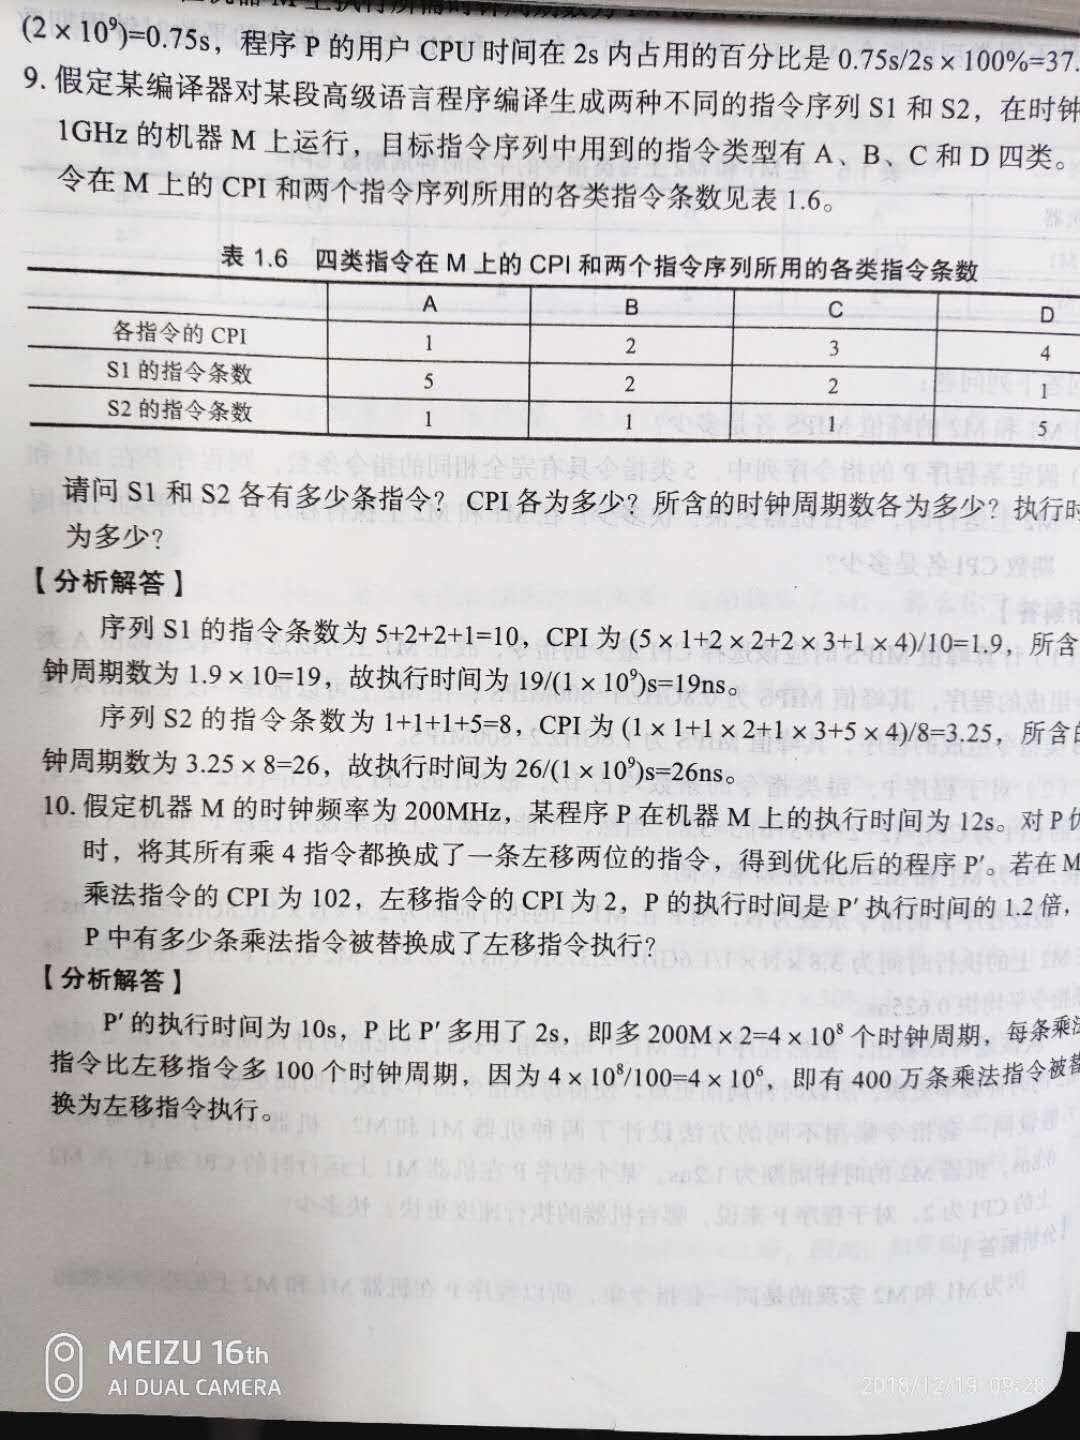 (2 × 10⁹)=0.75s，程序 P 的用户 CPU 时间在 2s 内占用的百分比是 0.75s/2s × 100%=37.
9. 假定某编译器对某段高级语言程序编译生成两种不同的指令序列 S1 和 S2，在时钟
1GHz 的机器 M 上运行，目标指令序列中用到的指令类型有 A、B、C 和 D 四类。
令在 M 上的 CPI 和两个指令序列所用的各类指令条数见表 1.6。
表 1.6 四类指令在 M 上的 CPI 和两个指令序列所用的各类指令条数
A B C D
各指令的 CPI 1 2 3 4
S1 的指令条数 5 2 2 1
S2 的指令条数 1 1 1 5
请问 S1 和 S2 各有多少条指令？CPI 各为多少？所含的时钟周期数各为多少？执行时
为多少？
【分析解答】
序列 S1 的指令条数为 5+2+2+1=10，CPI 为 (5 × 1+2 × 2+2 × 3+1 × 4)/10=1.9，所含
钟周期数为 1.9 × 10=19，故执行时间为 19/(1 × 10⁹)s=19ns。
序列 S2 的指令条数为 1+1+1+5=8，CPI 为 (1 × 1+1 × 2+1 × 3+5 × 4)/8=3.25，所含
钟周期数为 3.25 × 8=26，故执行时间为 26/(1 × 10⁹)s=26ns。
10. 假定机器 M 的时钟频率为 200MHz，某程序 P 在机器 M 上的执行时间为 12s。对 P 优
时，将其所有乘 4 指令都换成了一条左移两位的指令，得到优化后的程序 P′。若在 M
乘法指令的 CPI 为 102，左移指令的 CPI 为 2，P 的执行时间是 P′ 执行时间的 1.2 倍，
P 中有多少条乘法指令被替换成了左移指令执行？
【分析解答】
P′ 的执行时间为 10s，P 比 P′ 多用了 2s，即多 200M × 2=4 × 10⁸ 个时钟周期，每条乘法
指令比左移指令多 100 个时钟周期，因为 4 × 10⁸/100=4 × 10⁶，即有 400 万条乘法指令被替
换为左移指令执行。
MEIZU 16th
AI DUAL CAMERA
2018/12/19 09:28